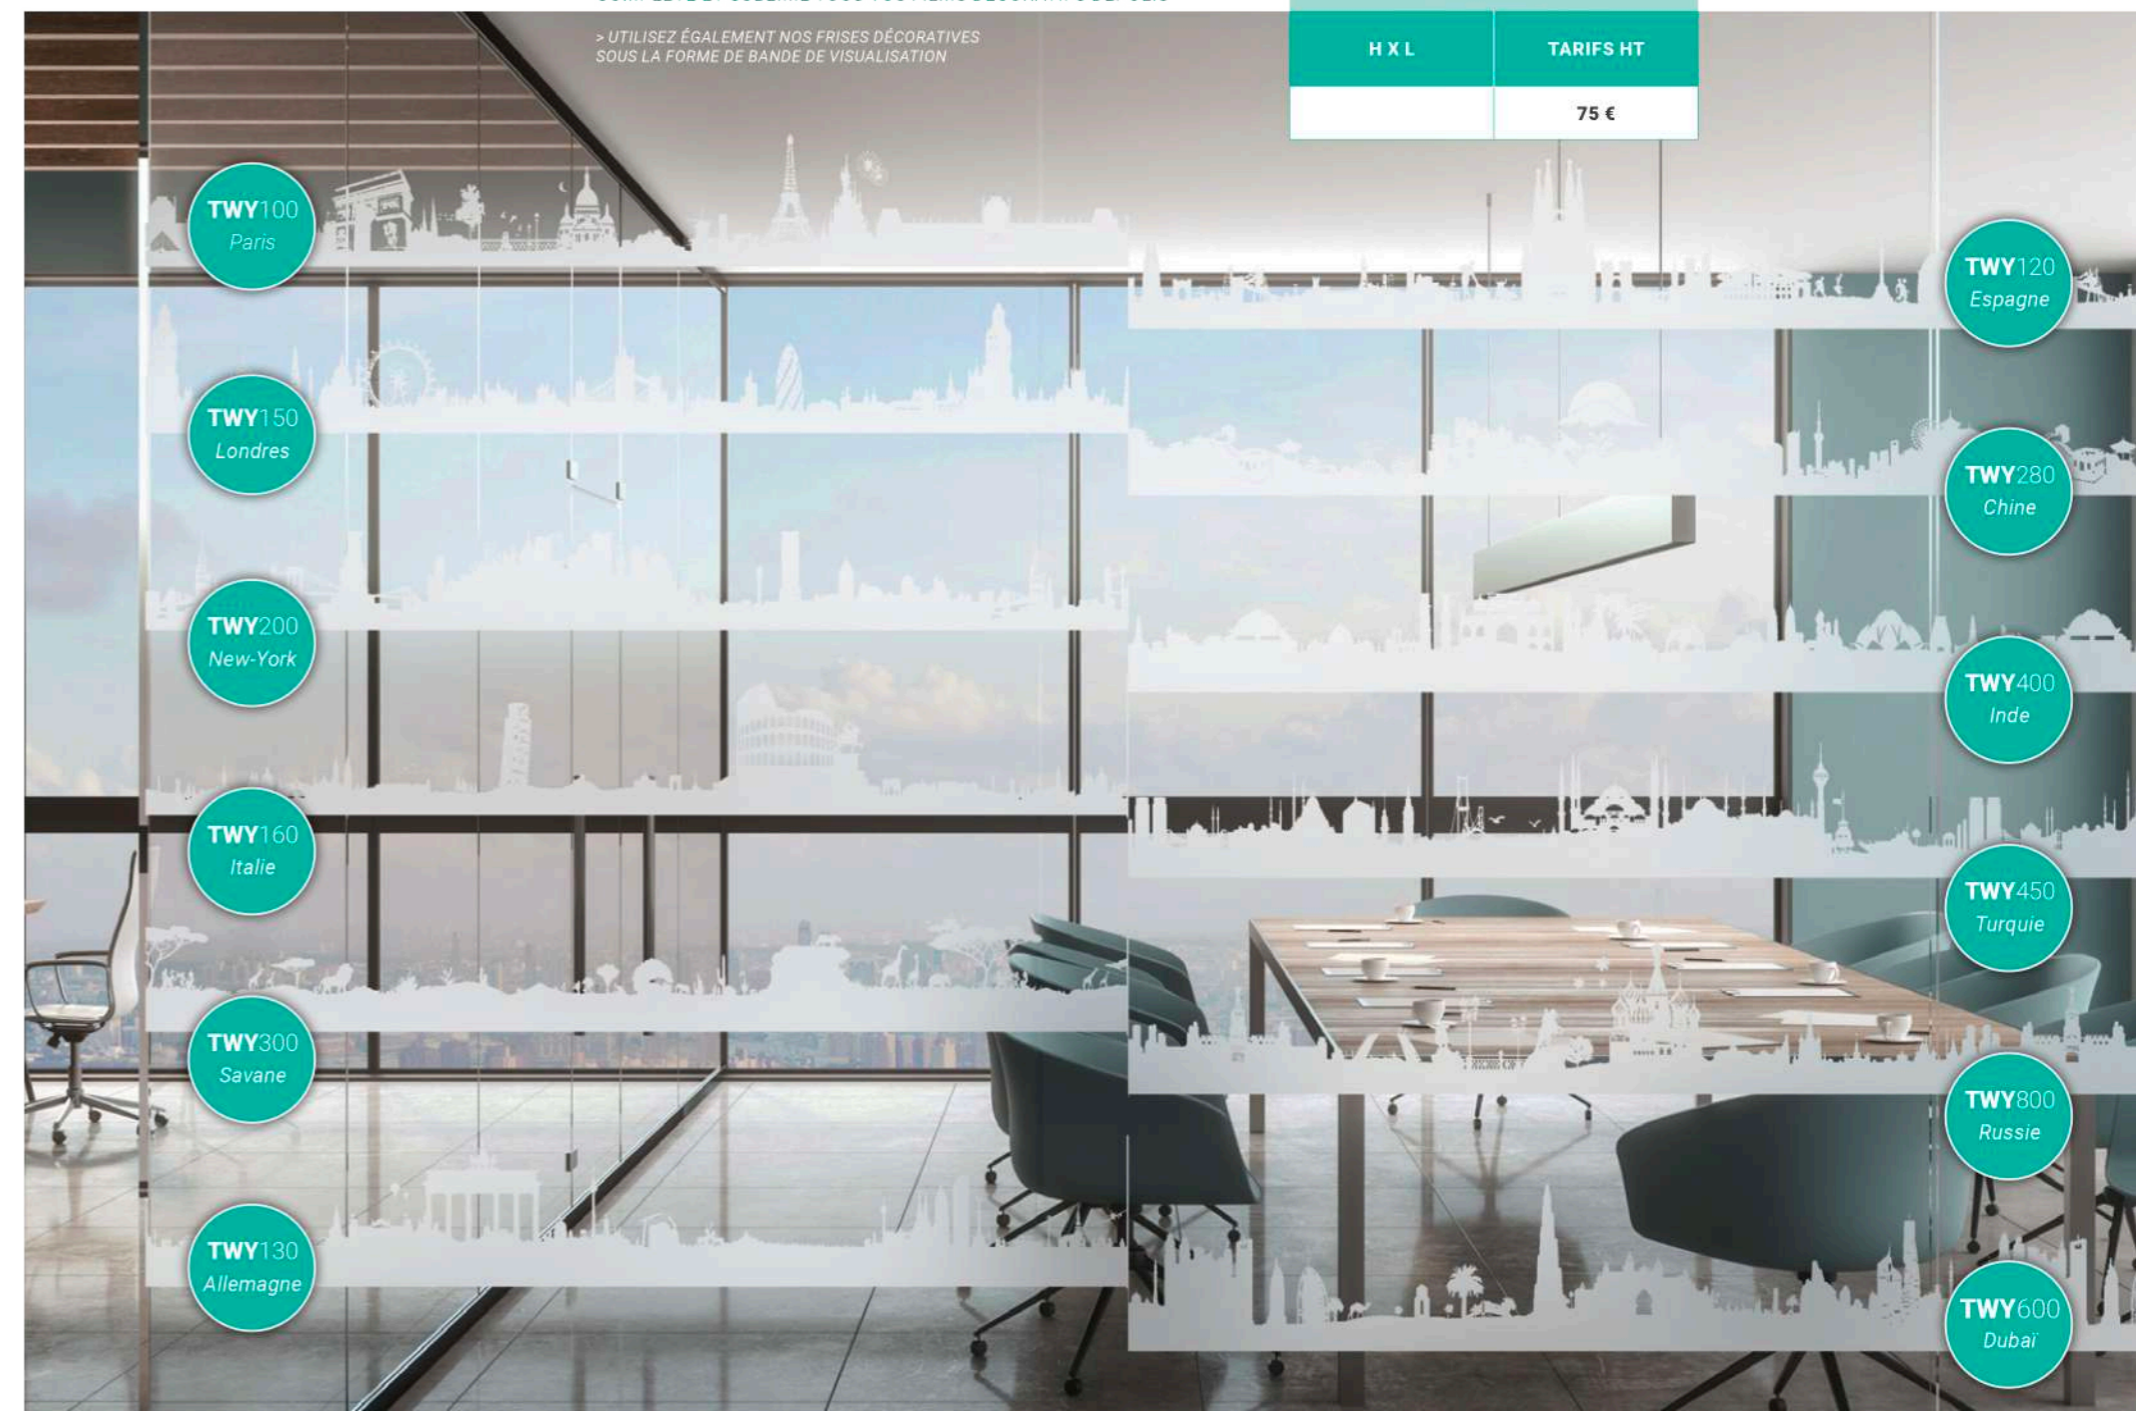 > UTILISEZ ÉGALEMENT NOS FRISES DÉCORATIVES
SOUS LA FORME DE BANDE DE VISUALISATION
H X L
TARIFS HT
75 €
TWY100
Paris
TWY120
Espagne
TWY150
Londres
TWY280
Chine
TWY200
New-York
TWY400
Inde
TWY160
Italie
TWY450
Turquie
TWY300
Savane
TWY800
Russie
TWY130
Allemagne
TWY600
Dubaï